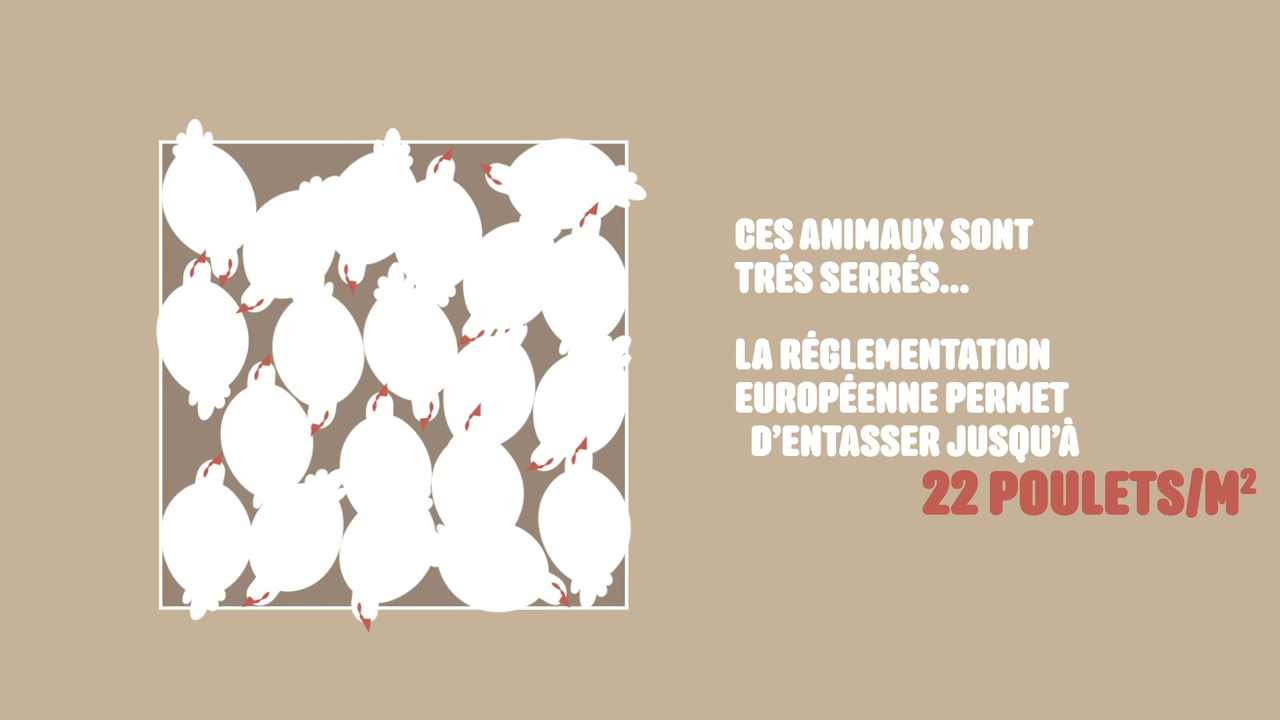 CES ANIMAUX SONT
TRÈS SERRÉS...
LA RÉGLEMENTATION
EUROPÉENNE PERMET
D'ENTASSER JUSQU'À
22 POULETS/M²